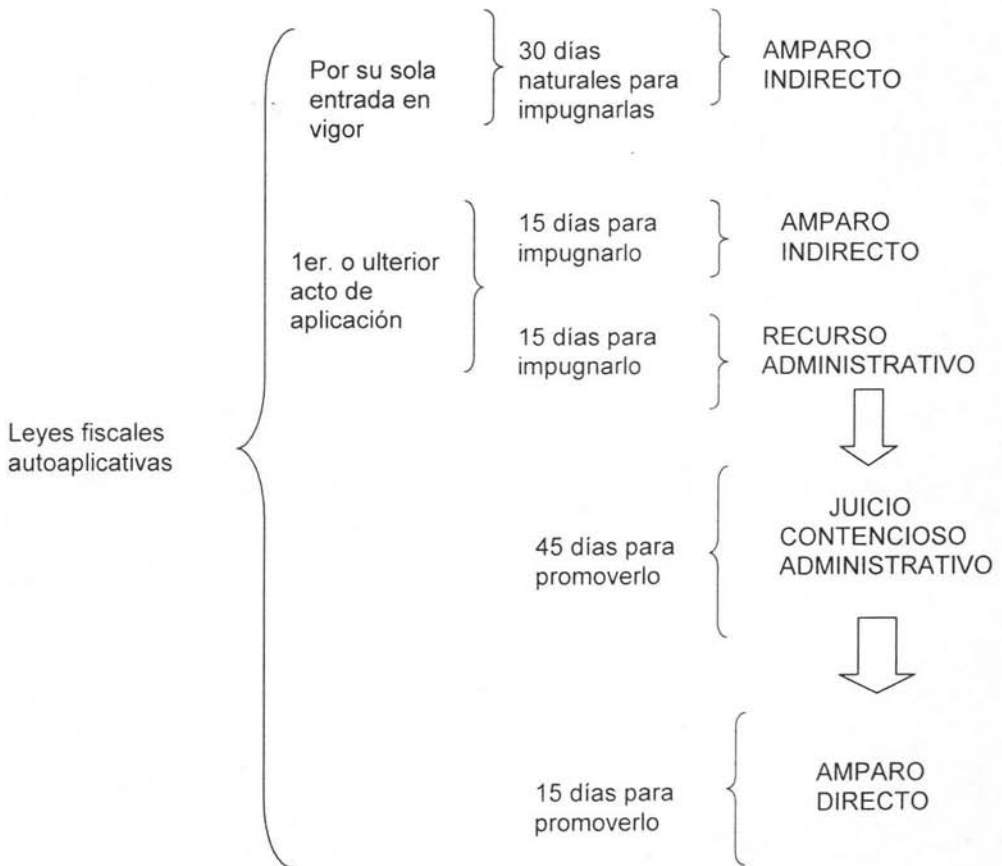 Leyes fiscales
autoaplicativas
Por su sola
entrada en
vigor
30 días
naturales para
impugnarlas
AMPARO
INDIRECTO
1er. o ulterior
acto de
aplicación
15 días para
impugnarlo
AMPARO
INDIRECTO
15 días para
impugnarlo
RECURSO
ADMINISTRATIVO
45 días para
promoverlo
JUICIO
CONTENCIOSO
ADMINISTRATIVO
15 días para
promoverlo
AMPARO
DIRECTO